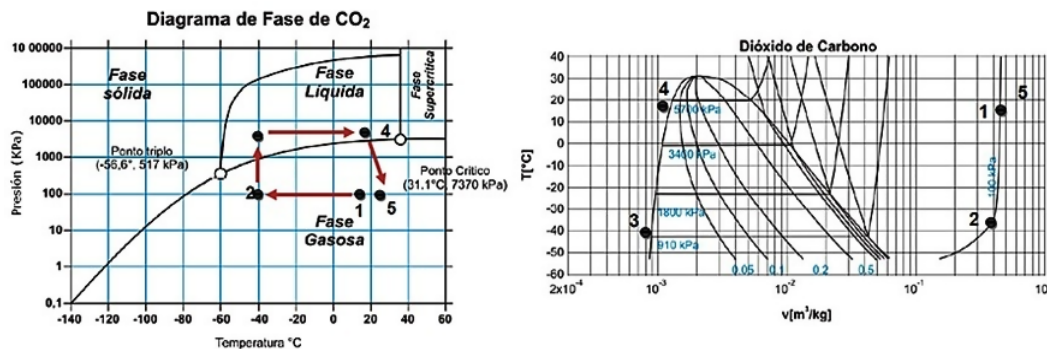 Diagrama de Fase de CO₂
Presión (KPa)
10 00000
100000
10000
1000
100
10
1
0,1
-140
-120
-100
-80
-60
-40
-20
0
20
40
60
Temperatura °C
Fase
sólida
Fase
Líquida
Fase
Supercrítica
Ponto triplo
(-56,6°, 517 kPa)
Ponto Crítico
(31.1°C, 7370 kPa)
Fase
Gasosa
4
2
1
5
Dióxido de Carbono
T[°C]
40
30
20
10
0
-10
-20
-30
-40
-50
-60
4
5700 kPa
3400 kPa
1800 kPa
3
910 kPa
0.05
0.1
0.2
0.5
5
1
100 kPa
2
2x10⁻⁴
10⁻³
10⁻²
10⁻¹
10⁰
v[m³/kg]